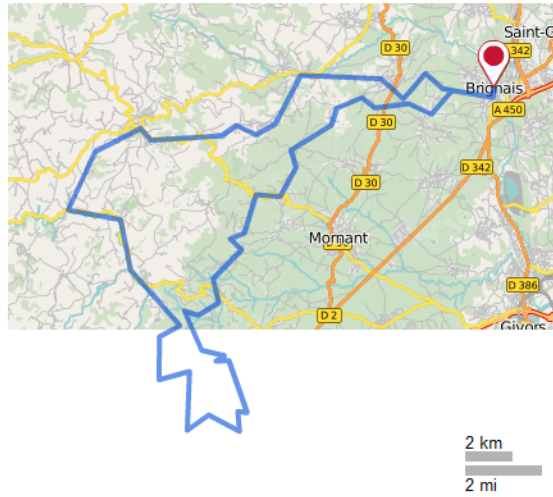 Saint-G
342
D 30
Brignais
A 450
D 30
D 342
D 30
Mornant
D 386
D 2
Givors
2 km
2 mi